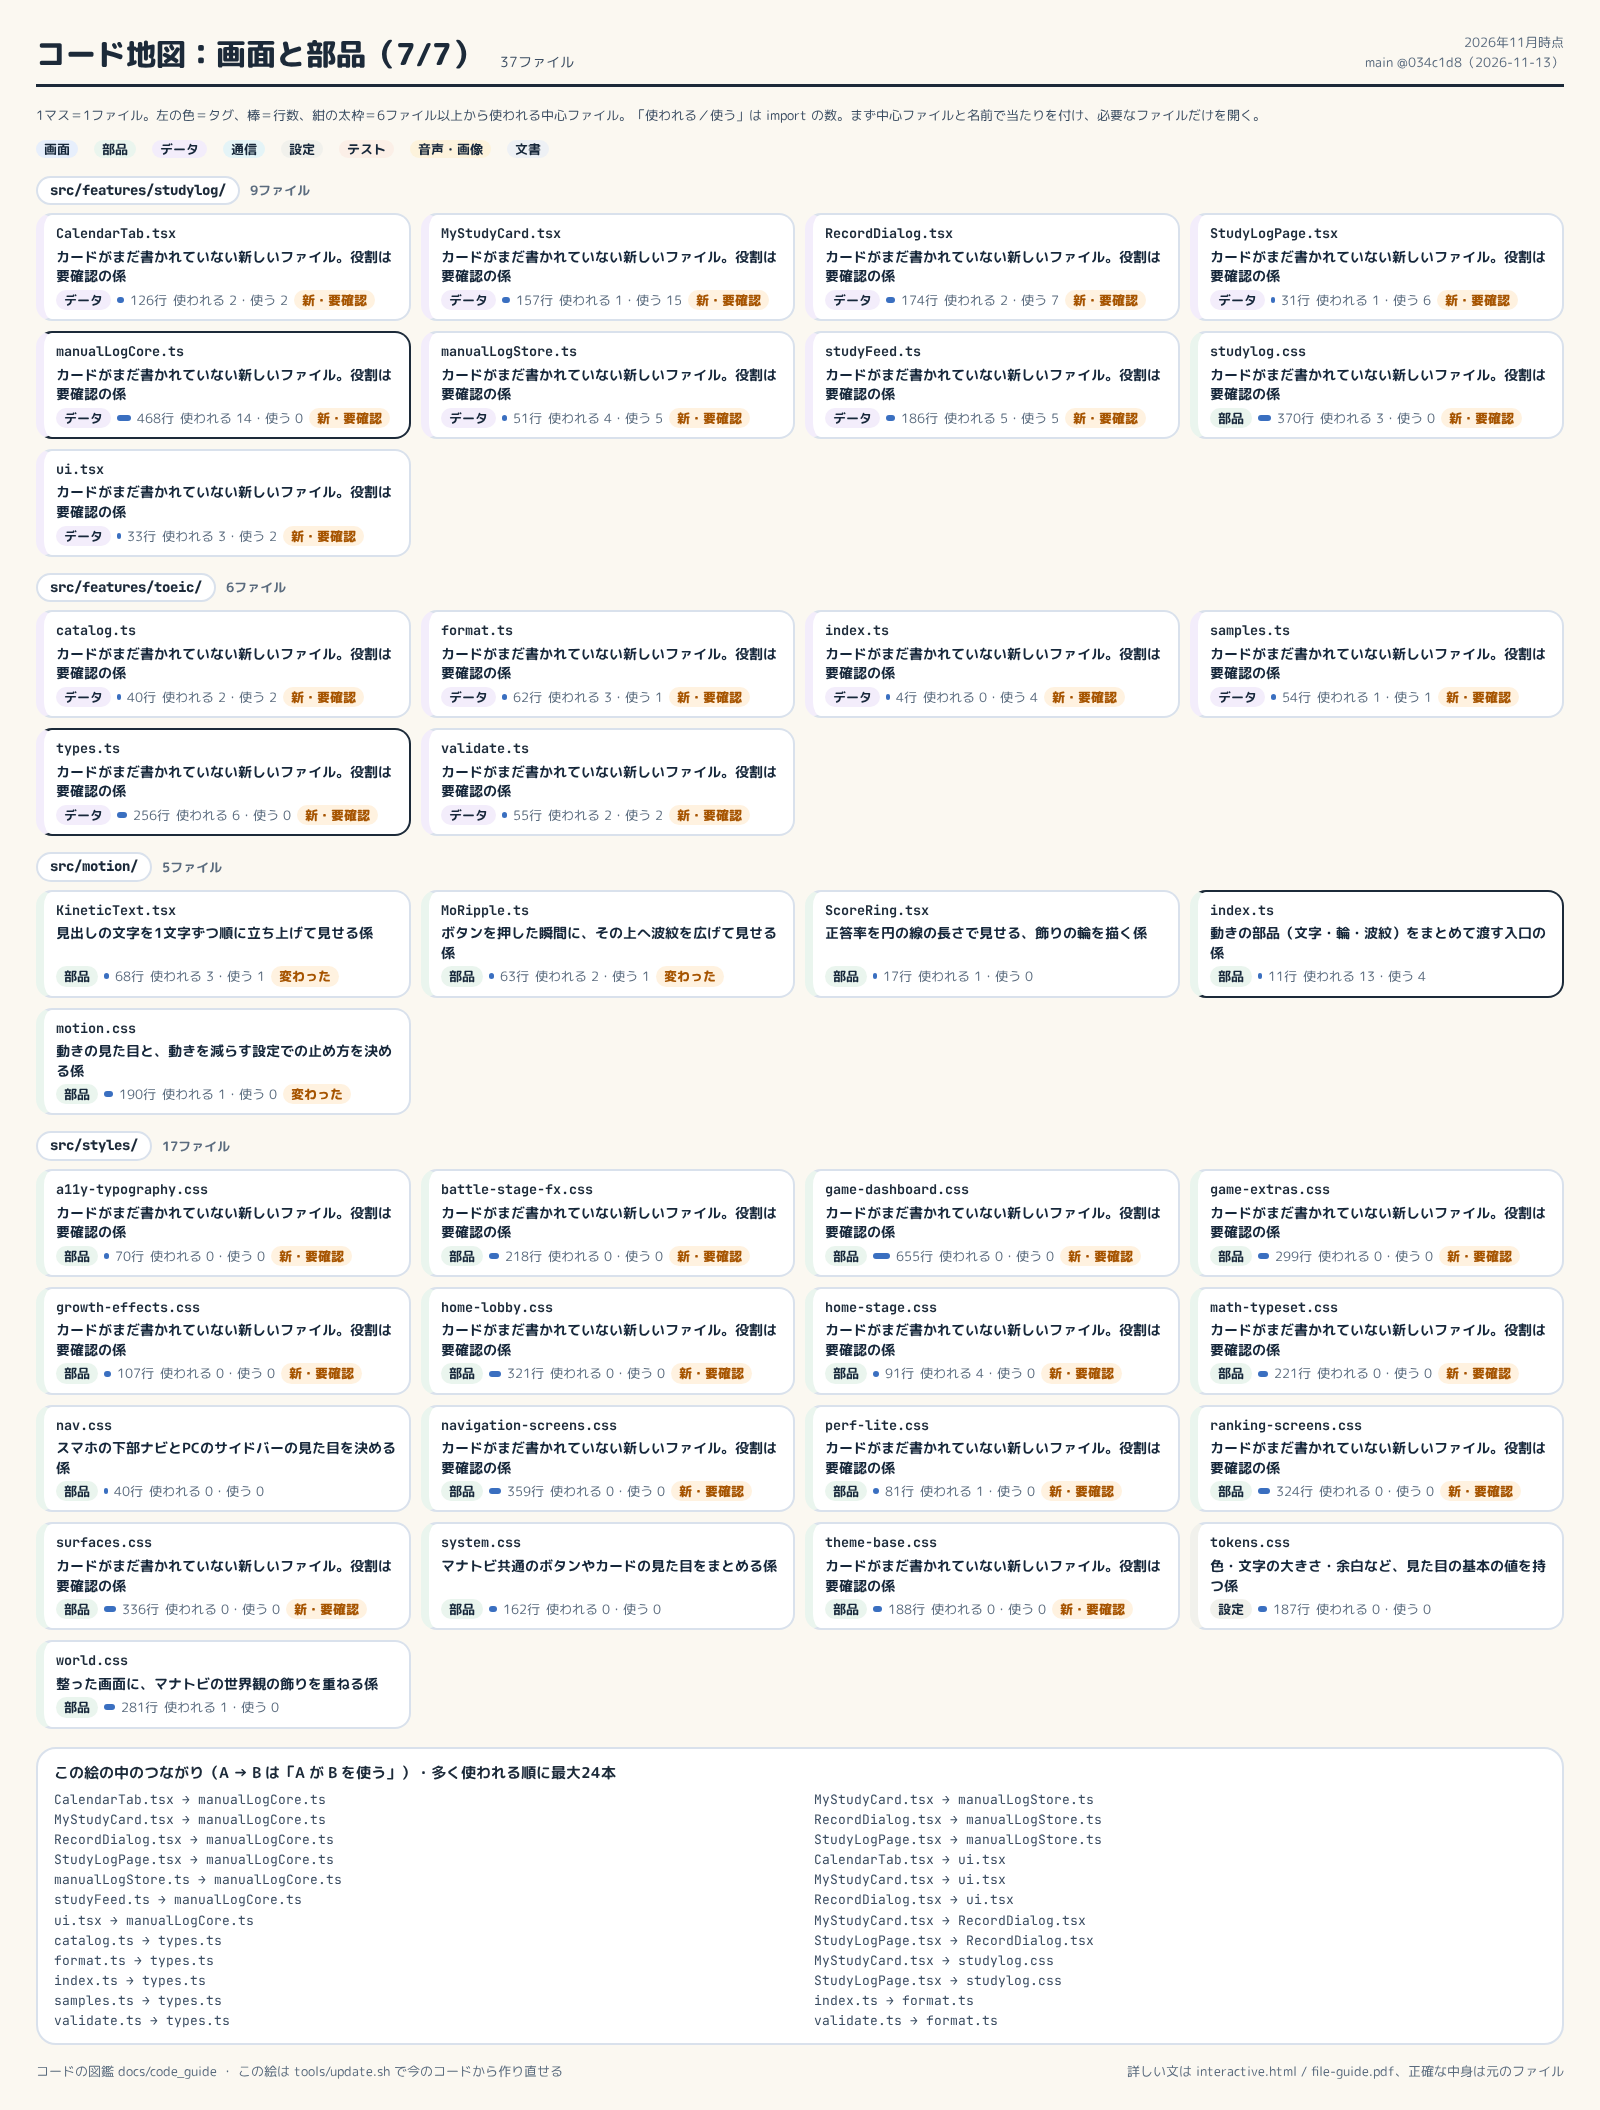 コード地図：画面と部品（7/7） 37ファイル
2026年11月時点
main @034c1d8（2026-11-13）
1マス＝1ファイル。左の色＝タグ、棒＝行数、紺の太枠＝6ファイル以上から使われる中心ファイル。「使われる／使う」は import の数。まず中心ファイルと名前で当たりを付け、必要なファイルだけを開く。
画面 部品 データ 通信 設定 テスト 音声・画像 文書
src/features/studylog/ 9ファイル
CalendarTab.tsx
カードがまだ書かれていない新しいファイル。役割は
要確認の係
データ 126行 使われる 2・使う 2 新・要確認
MyStudyCard.tsx
カードがまだ書かれていない新しいファイル。役割は
要確認の係
データ 157行 使われる 1・使う 15 新・要確認
RecordDialog.tsx
カードがまだ書かれていない新しいファイル。役割は
要確認の係
データ 174行 使われる 2・使う 7 新・要確認
StudyLogPage.tsx
カードがまだ書かれていない新しいファイル。役割は
要確認の係
データ 31行 使われる 1・使う 6 新・要確認
manualLogCore.ts
カードがまだ書かれていない新しいファイル。役割は
要確認の係
データ 468行 使われる 14・使う 0 新・要確認
manualLogStore.ts
カードがまだ書かれていない新しいファイル。役割は
要確認の係
データ 51行 使われる 4・使う 5 新・要確認
studyFeed.ts
カードがまだ書かれていない新しいファイル。役割は
要確認の係
データ 186行 使われる 5・使う 5 新・要確認
studylog.css
カードがまだ書かれていない新しいファイル。役割は
要確認の係
部品 370行 使われる 3・使う 0 新・要確認
ui.tsx
カードがまだ書かれていない新しいファイル。役割は
要確認の係
データ 33行 使われる 3・使う 2 新・要確認
src/features/toeic/ 6ファイル
catalog.ts
カードがまだ書かれていない新しいファイル。役割は
要確認の係
データ 40行 使われる 2・使う 2 新・要確認
format.ts
カードがまだ書かれていない新しいファイル。役割は
要確認の係
データ 62行 使われる 3・使う 1 新・要確認
index.ts
カードがまだ書かれていない新しいファイル。役割は
要確認の係
データ 4行 使われる 0・使う 4 新・要確認
samples.ts
カードがまだ書かれていない新しいファイル。役割は
要確認の係
データ 54行 使われる 1・使う 1 新・要確認
types.ts
カードがまだ書かれていない新しいファイル。役割は
要確認の係
データ 256行 使われる 6・使う 0 新・要確認
validate.ts
カードがまだ書かれていない新しいファイル。役割は
要確認の係
データ 55行 使われる 2・使う 2 新・要確認
src/motion/ 5ファイル
KineticText.tsx
見出しの文字を1文字ずつ順に立ち上げて見せる係
部品 68行 使われる 3・使う 1 変わった
MoRipple.ts
ボタンを押した瞬間に、その上へ波紋を広げて見せる
係
部品 63行 使われる 2・使う 1 変わった
ScoreRing.tsx
正答率を円の線の長さで見せる、飾りの輪を描く係
部品 17行 使われる 1・使う 0
index.ts
動きの部品（文字・輪・波紋）をまとめて渡す入口の
係
部品 11行 使われる 13・使う 4
motion.css
動きの見た目と、動きを減らす設定での止め方を決め
る係
部品 190行 使われる 1・使う 0 変わった
src/styles/ 17ファイル
a11y-typography.css
カードがまだ書かれていない新しいファイル。役割は
要確認の係
部品 70行 使われる 0・使う 0 新・要確認
battle-stage-fx.css
カードがまだ書かれていない新しいファイル。役割は
要確認の係
部品 218行 使われる 0・使う 0 新・要確認
game-dashboard.css
カードがまだ書かれていない新しいファイル。役割は
要確認の係
部品 655行 使われる 0・使う 0 新・要確認
game-extras.css
カードがまだ書かれていない新しいファイル。役割は
要確認の係
部品 299行 使われる 0・使う 0 新・要確認
growth-effects.css
カードがまだ書かれていない新しいファイル。役割は
要確認の係
部品 107行 使われる 0・使う 0 新・要確認
home-lobby.css
カードがまだ書かれていない新しいファイル。役割は
要確認の係
部品 321行 使われる 0・使う 0 新・要確認
home-stage.css
カードがまだ書かれていない新しいファイル。役割は
要確認の係
部品 91行 使われる 4・使う 0 新・要確認
math-typeset.css
カードがまだ書かれていない新しいファイル。役割は
要確認の係
部品 221行 使われる 0・使う 0 新・要確認
nav.css
スマホの下部ナビとPCのサイドバーの見た目を決める
係
部品 40行 使われる 0・使う 0
navigation-screens.css
カードがまだ書かれていない新しいファイル。役割は
要確認の係
部品 359行 使われる 0・使う 0 新・要確認
perf-lite.css
カードがまだ書かれていない新しいファイル。役割は
要確認の係
部品 81行 使われる 1・使う 0 新・要確認
ranking-screens.css
カードがまだ書かれていない新しいファイル。役割は
要確認の係
部品 324行 使われる 0・使う 0 新・要確認
surfaces.css
カードがまだ書かれていない新しいファイル。役割は
要確認の係
部品 336行 使われる 0・使う 0 新・要確認
system.css
マナトビ共通のボタンやカードの見た目をまとめる係
部品 162行 使われる 0・使う 0
theme-base.css
カードがまだ書かれていない新しいファイル。役割は
要確認の係
部品 188行 使われる 0・使う 0 新・要確認
tokens.css
色・文字の大きさ・余白など、見た目の基本の値を持
つ係
設定 187行 使われる 0・使う 0
world.css
整った画面に、マナトビの世界観の飾りを重ねる係
部品 281行 使われる 1・使う 0
この絵の中のつながり（A → B は「A が B を使う」）・多く使われる順に最大24本
CalendarTab.tsx → manualLogCore.ts
MyStudyCard.tsx → manualLogCore.ts
RecordDialog.tsx → manualLogCore.ts
StudyLogPage.tsx → manualLogCore.ts
manualLogStore.ts → manualLogCore.ts
studyFeed.ts → manualLogCore.ts
ui.tsx → manualLogCore.ts
catalog.ts → types.ts
format.ts → types.ts
index.ts → types.ts
samples.ts → types.ts
validate.ts → types.ts
MyStudyCard.tsx → manualLogStore.ts
RecordDialog.tsx → manualLogStore.ts
StudyLogPage.tsx → manualLogStore.ts
CalendarTab.tsx → ui.tsx
MyStudyCard.tsx → ui.tsx
RecordDialog.tsx → ui.tsx
MyStudyCard.tsx → RecordDialog.tsx
StudyLogPage.tsx → RecordDialog.tsx
MyStudyCard.tsx → studylog.css
StudyLogPage.tsx → studylog.css
index.ts → format.ts
validate.ts → format.ts
コードの図鑑 docs/code_guide ・ この絵は tools/update.sh で今のコードから作り直せる
詳しい文は interactive.html / file-guide.pdf、正確な中身は元のファイル